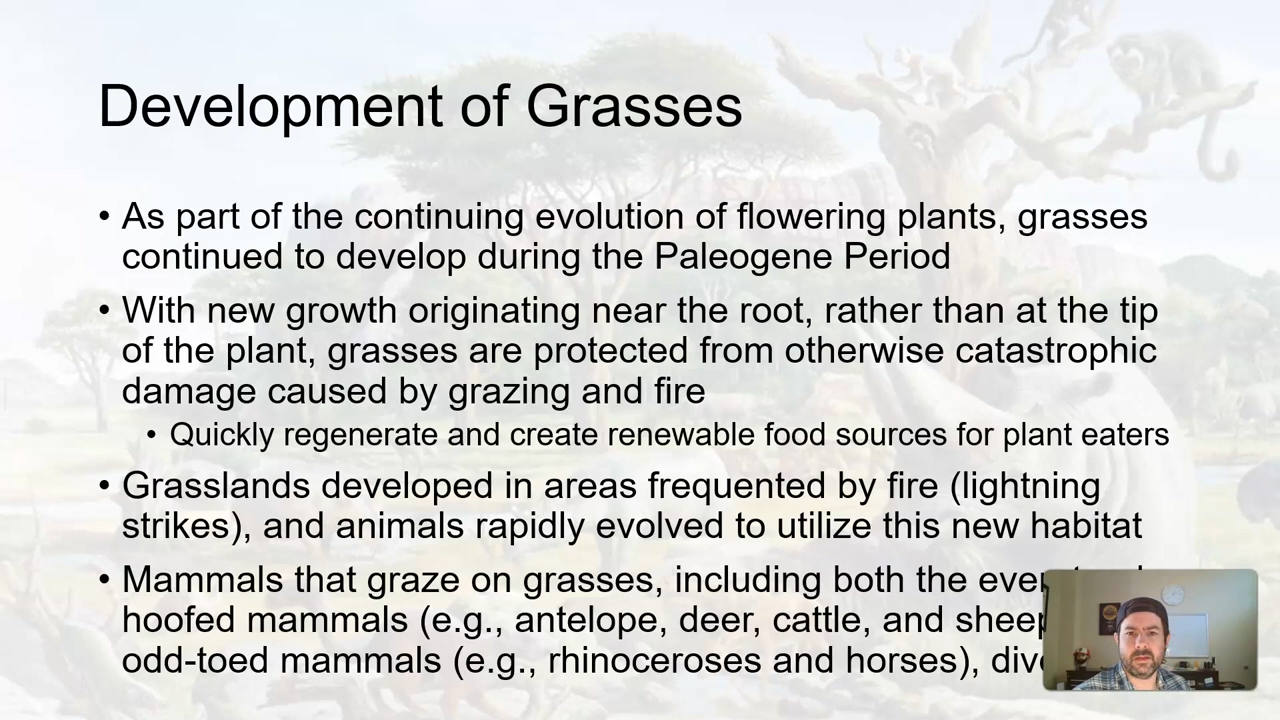 Development of Grasses
• As part of the continuing evolution of flowering plants, grasses
continued to develop during the Paleogene Period
• With new growth originating near the root, rather than at the tip
of the plant, grasses are protected from otherwise catastrophic
damage caused by grazing and fire
• Quickly regenerate and create renewable food sources for plant eaters
• Grasslands developed in areas frequented by fire (lightning
strikes), and animals rapidly evolved to utilize this new habitat
• Mammals that graze on grasses, including both the
hoofed mammals (e.g., antelope, deer, cattle, and sheep
odd-toed mammals (e.g., rhinoceroses and horses),